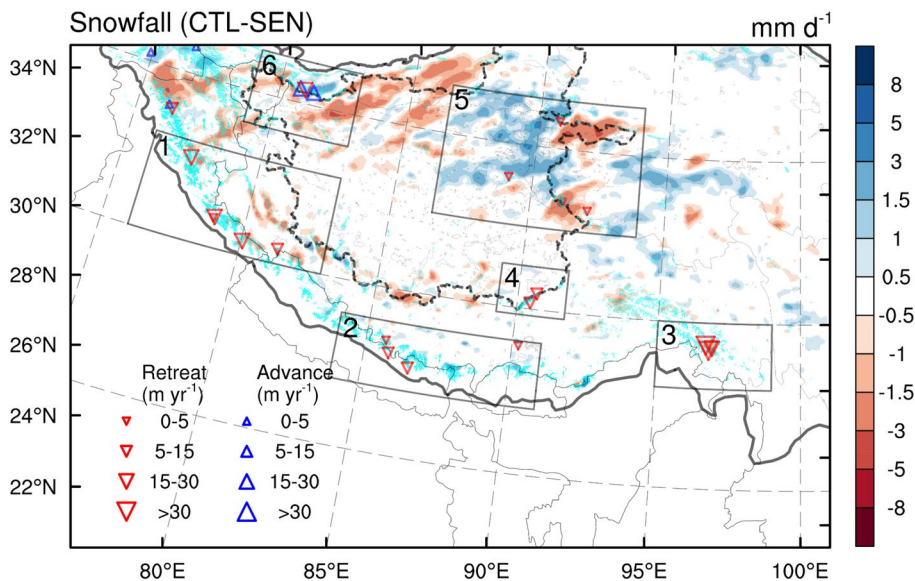 Snowfall (CTL-SEN)
mm d⁻¹
34°N
32°N
30°N
28°N
26°N
24°N
22°N
6
5
1
4
2
3
Retreat Advance
(m yr⁻¹) (m yr⁻¹)
0-5 0-5
5-15 5-15
15-30 15-30
>30 >30
80°E 85°E 90°E 95°E 100°E
8
5
3
1.5
1
0.5
-0.5
-1
-1.5
-3
-5
-8